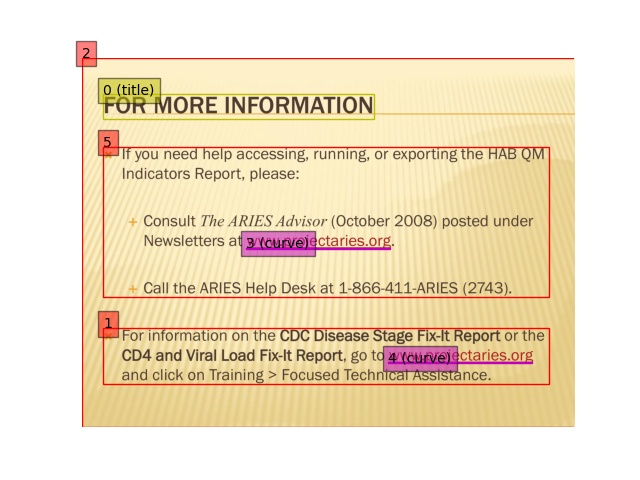 2
0 (title)
FOR MORE INFORMATION
5
If you need help accessing, running, or exporting the HAB QM
Indicators Report, please:
+ Consult The ARIES Advisor (October 2008) posted under
Newsletters at www.projectaries.org.
3 (curve)
+ Call the ARIES Help Desk at 1-866-411-ARIES (2743).
1
For information on the CDC Disease Stage Fix-It Report or the
CD4 and Viral Load Fix-It Report, go to www.projectaries.org
4 (curve)
and click on Training > Focused Technical Assistance.